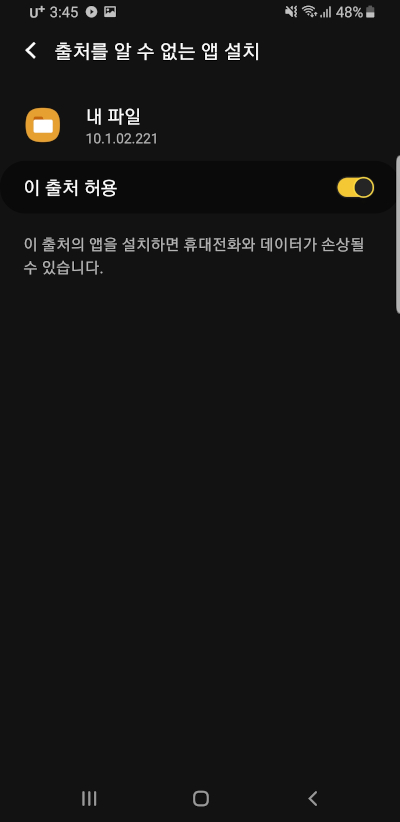 U+ 3:45 48%
출처를 알 수 없는 앱 설치
내 파일
10.1.02.221
이 출처 허용
이 출처의 앱을 설치하면 휴대전화와 데이터가 손상될
수 있습니다.